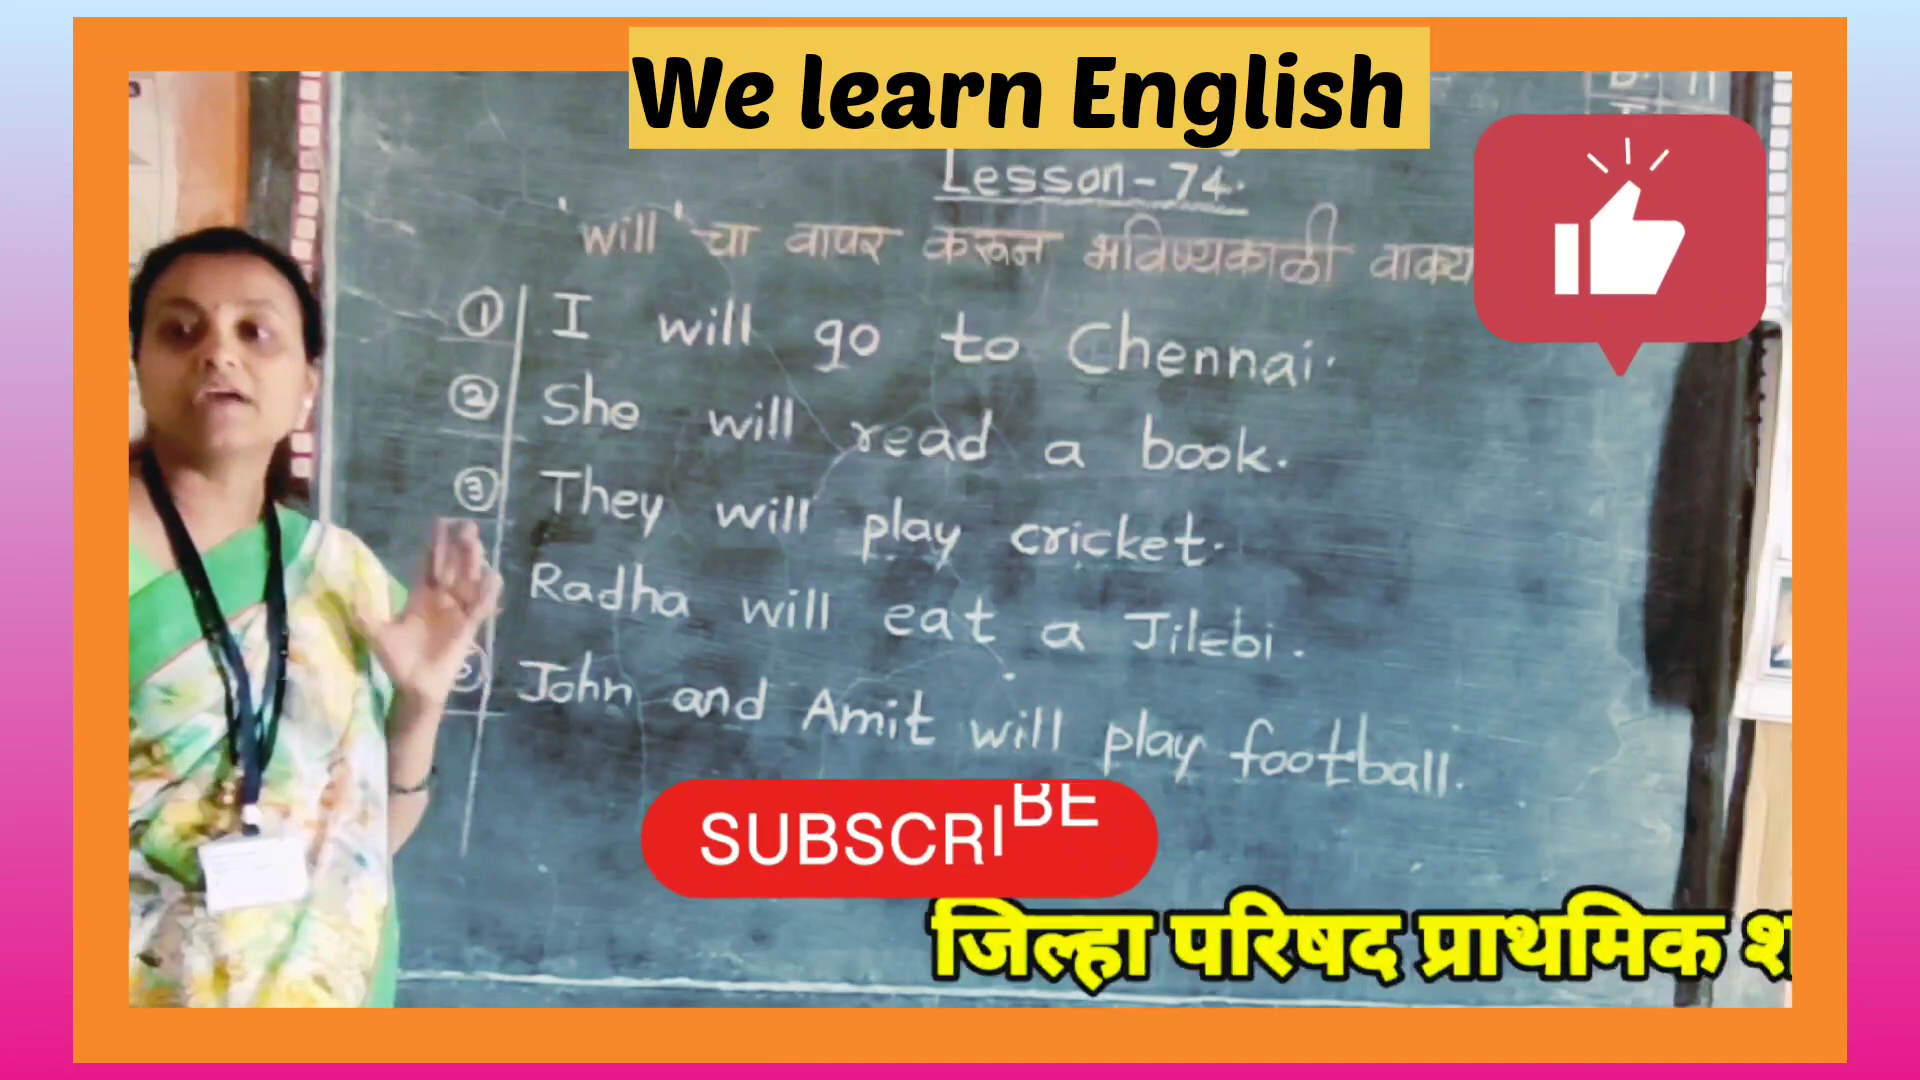 We learn English
Lesson-74.
'will' चा वापर करून भविष्यकाळी वाक्य
① I will go to Chennai.
② She will read a book.
③ They will play cricket.
Radha will eat a Jilebi.
John and Amit will play football.
SUBSCRIBE
जिल्हा परिषद प्राथमिक